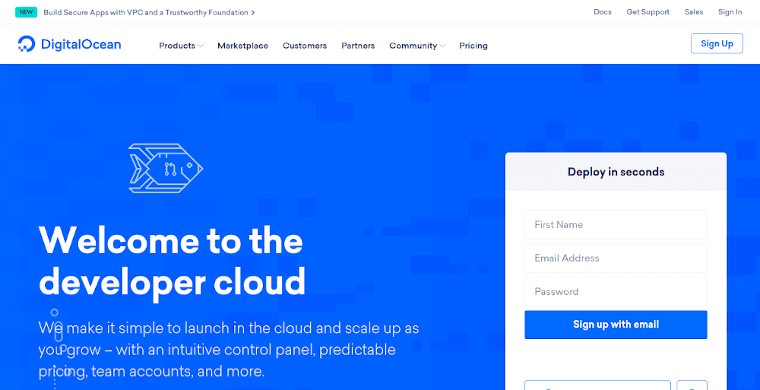 NEW Build Secure Apps with VPC and a Trustworthy Foundation > Docs Get Support Sales Sign In
DigitalOcean Products Marketplace Customers Partners Community Pricing Sign Up
Deploy in seconds
First Name
Email Address
Password
Sign up with email
Welcome to the
developer cloud
We make it simple to launch in the cloud and scale up as
you grow – with an intuitive control panel, predictable
pricing, team accounts, and more.